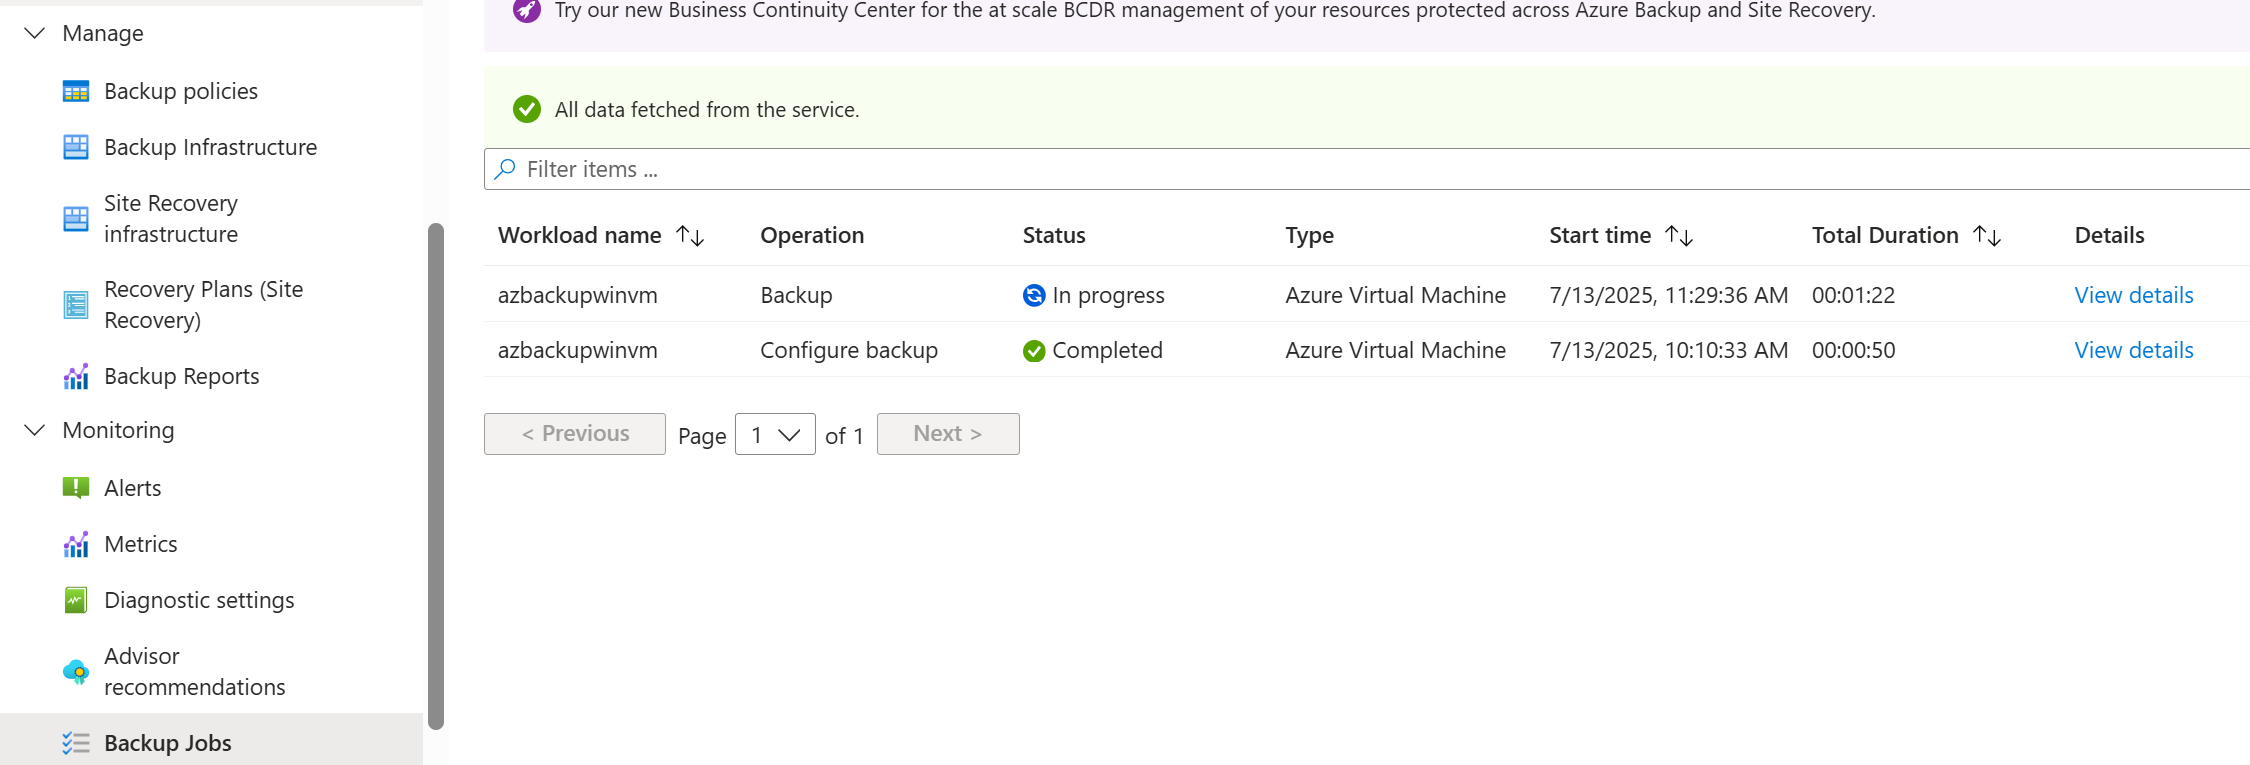 Manage
Backup policies
Backup Infrastructure
Site Recovery
infrastructure
Recovery Plans (Site
Recovery)
Backup Reports
Monitoring
Alerts
Metrics
Diagnostic settings
Advisor
recommendations
Backup Jobs
Try our new Business Continuity Center for the at scale BCDR management of your resources protected across Azure Backup and Site Recovery.
All data fetched from the service.
Filter items ...
Workload name Operation Status Type Start time Total Duration Details
azbackupwinvm Backup In progress Azure Virtual Machine 7/13/2025, 11:29:36 AM 00:01:22 View details
azbackupwinvm Configure backup Completed Azure Virtual Machine 7/13/2025, 10:10:33 AM 00:00:50 View details
< Previous Page 1 of 1 Next >